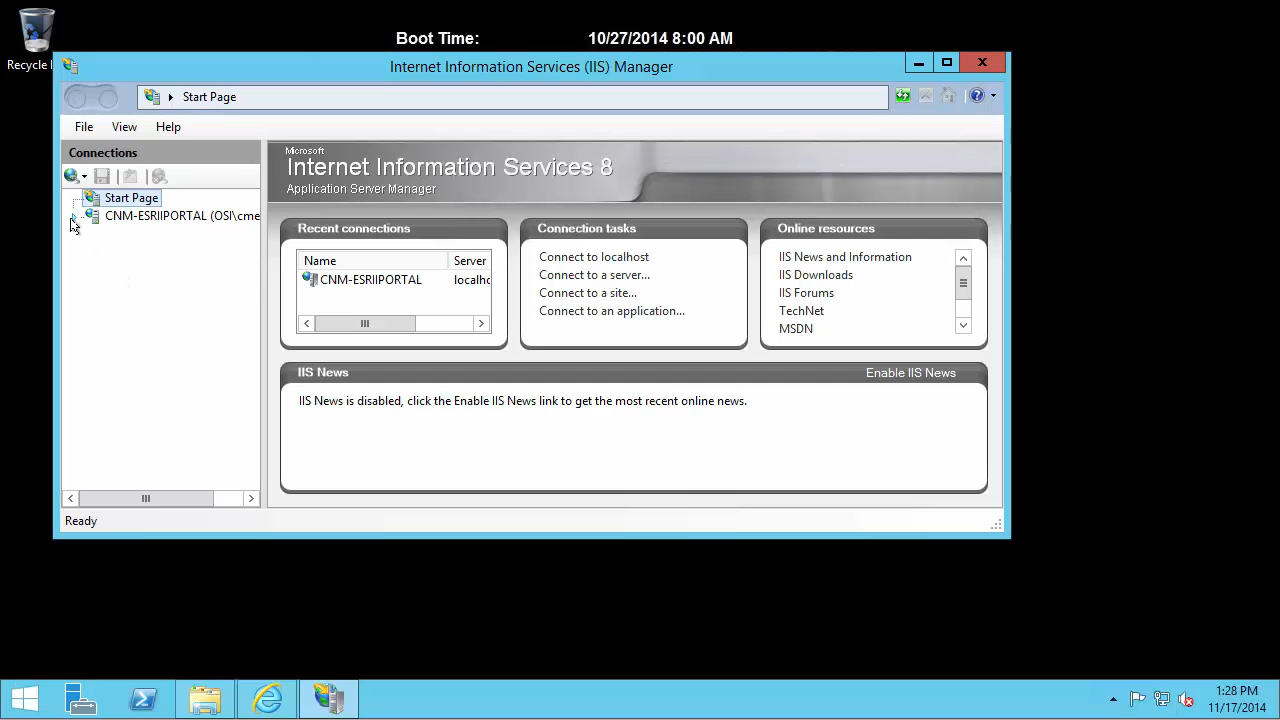 Boot Time: 10/27/2014 8:00 AM
Recycle
Internet Information Services (IIS) Manager
Start Page
File View Help
Connections
Start Page
CNM-ESRIIPORTAL (OSI\cme
Microsoft
Internet Information Services 8
Application Server Manager
Recent connections
Name Server
CNM-ESRIIPORTAL localhc
Connection tasks
Connect to localhost
Connect to a server...
Connect to a site...
Connect to an application...
Online resources
IIS News and Information
IIS Downloads
IIS Forums
TechNet
MSDN
IIS News Enable IIS News
IIS News is disabled, click the Enable IIS News link to get the most recent online news.
Ready
1:28 PM
11/17/2014